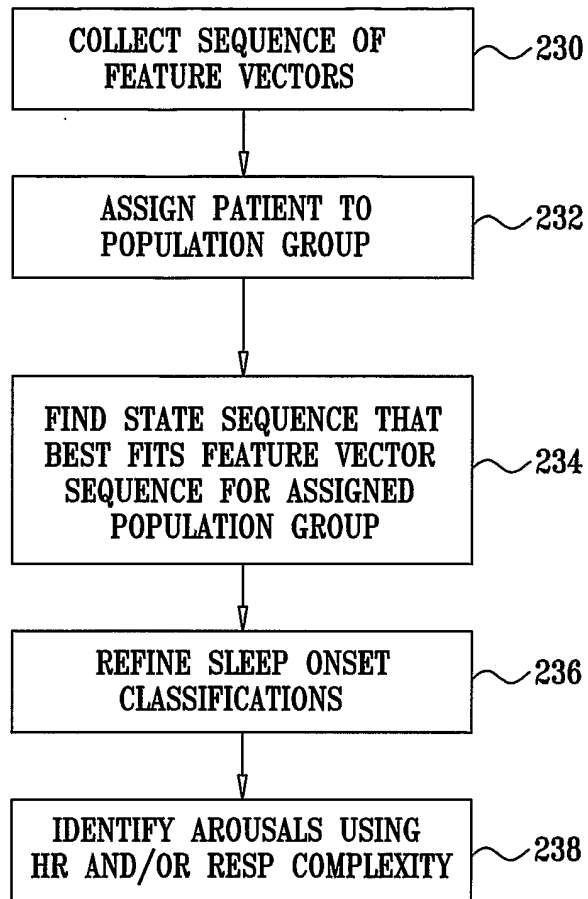 COLLECT SEQUENCE OF
FEATURE VECTORS
230
ASSIGN PATIENT TO
POPULATION GROUP
232
FIND STATE SEQUENCE THAT
BEST FITS FEATURE VECTOR
SEQUENCE FOR ASSIGNED
POPULATION GROUP
234
REFINE SLEEP ONSET
CLASSIFICATIONS
236
IDENTIFY AROUSALS USING
HR AND/OR RESP COMPLEXITY
238